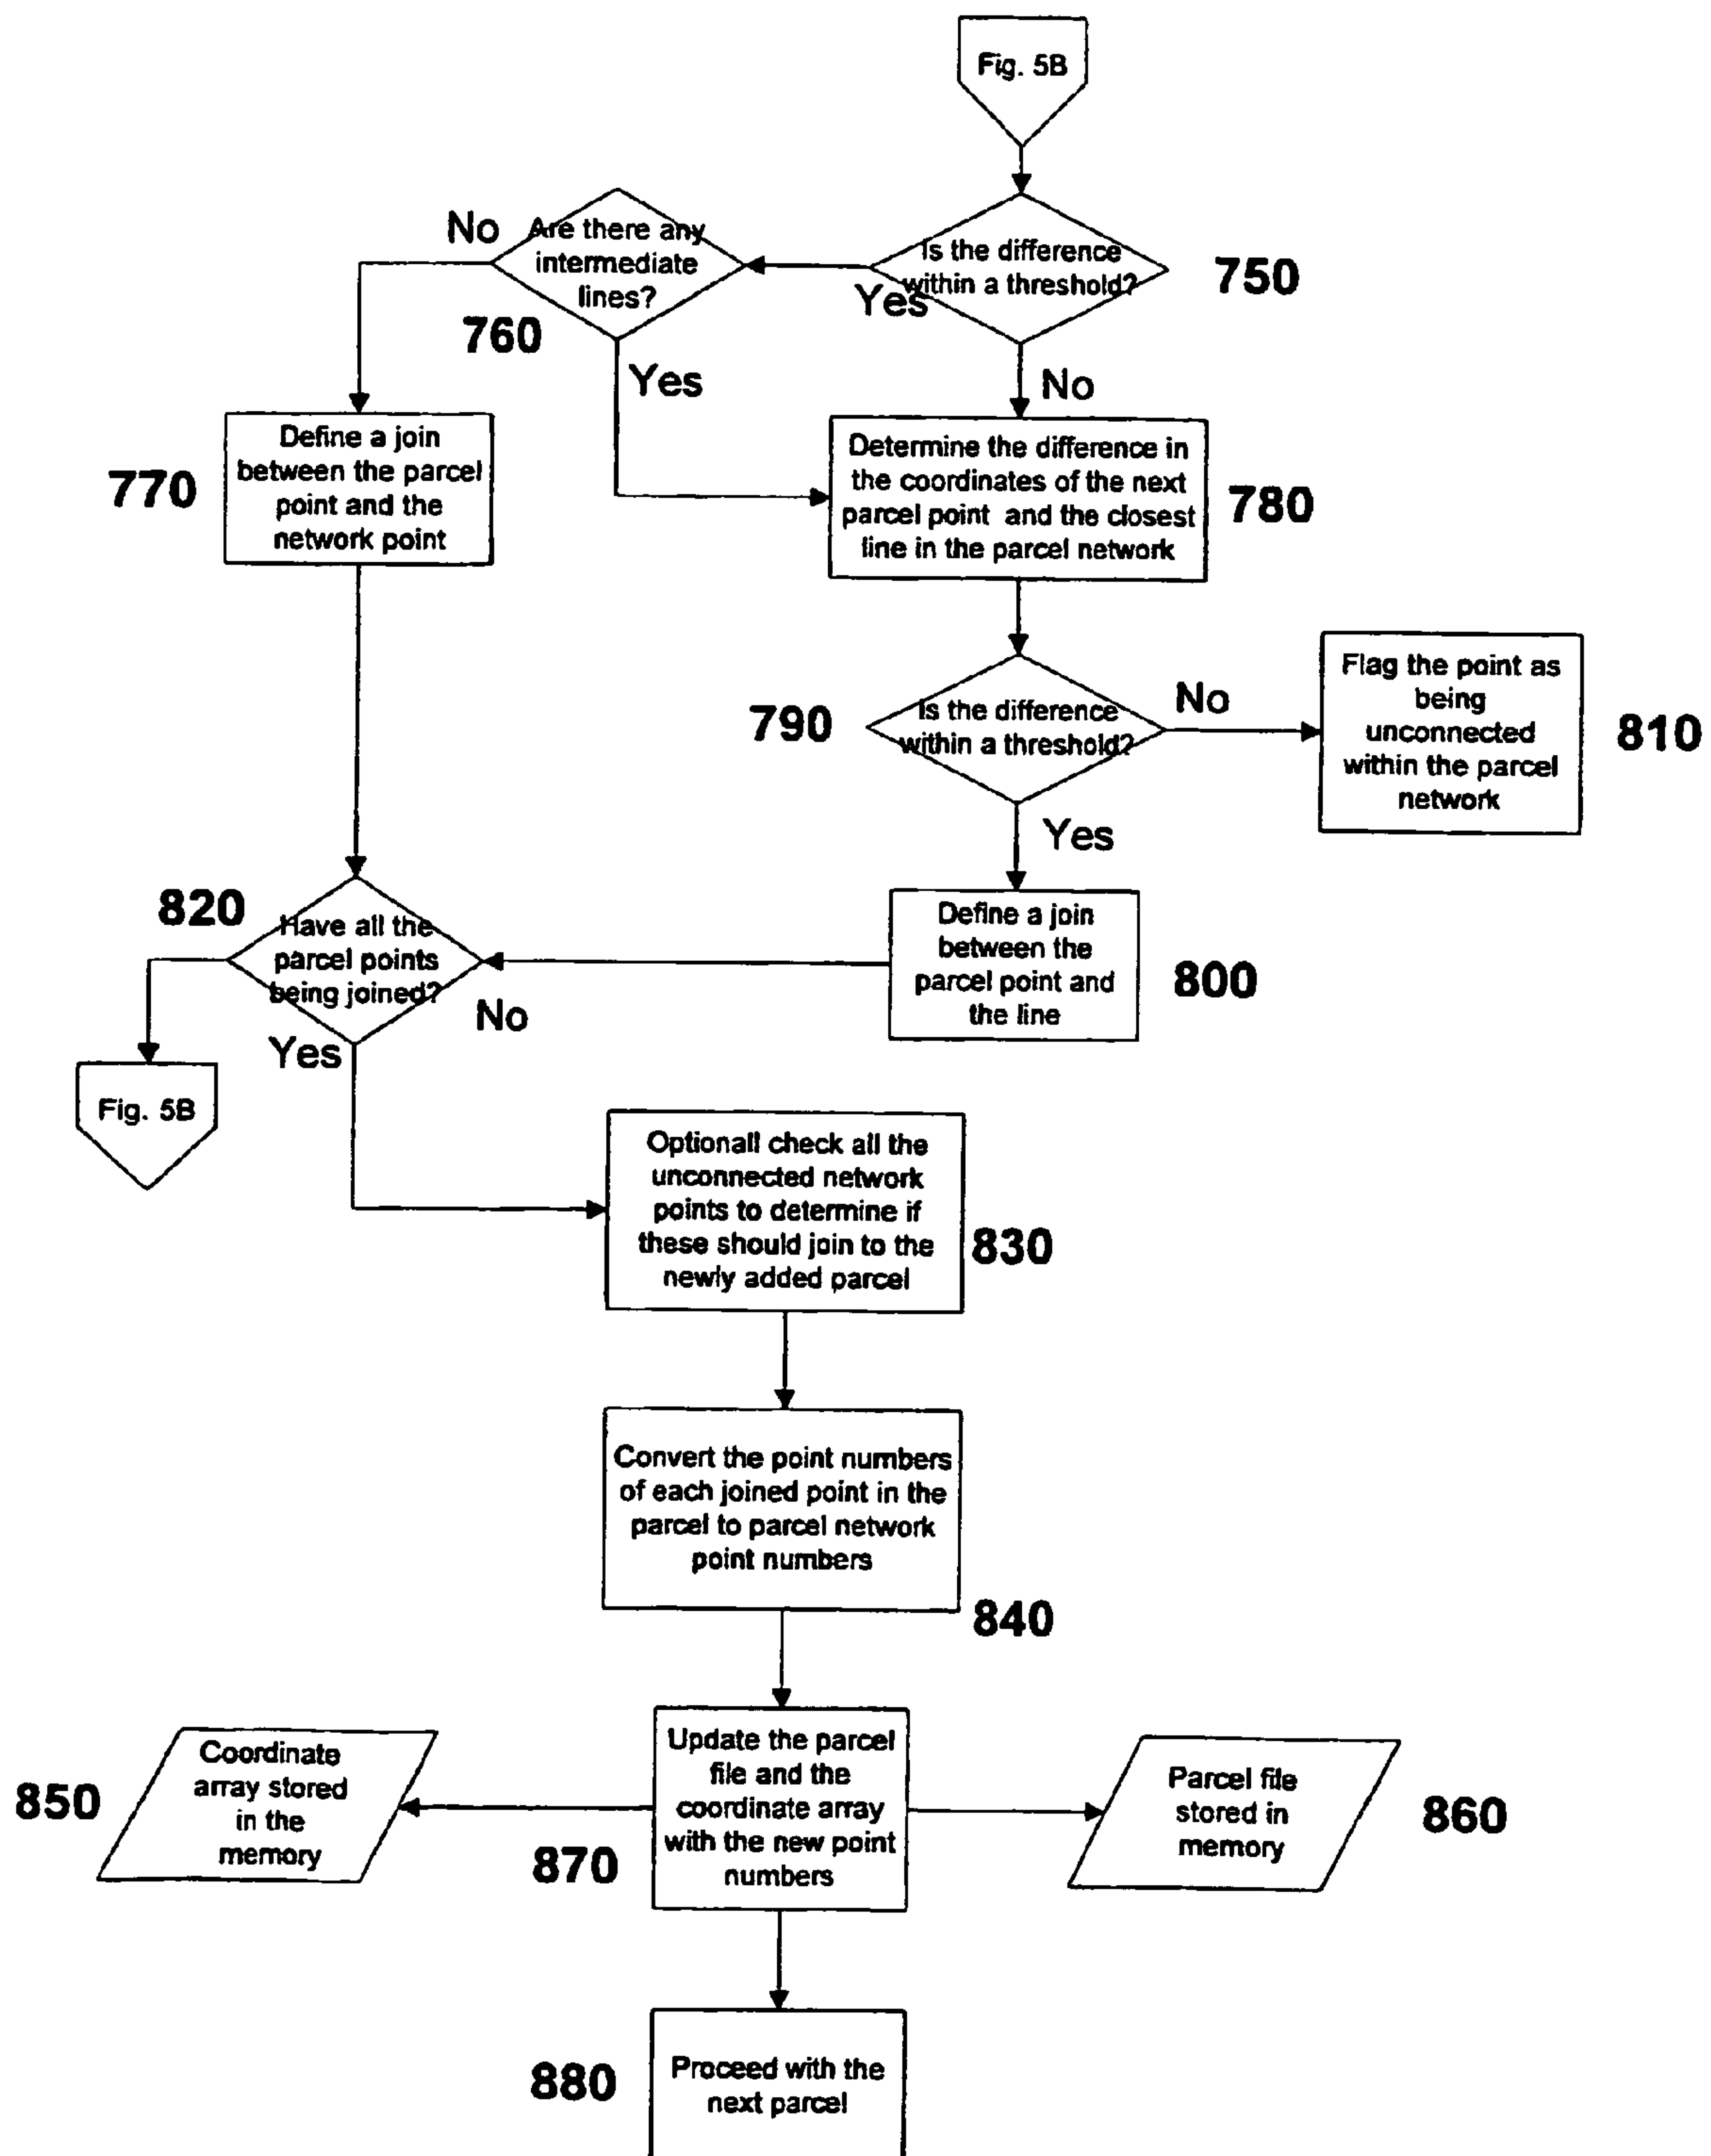 Fig. 5B
Is the difference
within a threshold?
750
Yes
No
Are there any
intermediate
lines?
760
No
Yes
Define a join
between the parcel
point and the
network point
770
Determine the difference in
the coordinates of the next
parcel point and the closest
line in the parcel network
780
Is the difference
within a threshold?
790
No
Yes
Flag the point as
being
unconnected
within the parcel
network
810
Define a join
between the
parcel point and
the line
800
820
Have all the
parcel points
being joined?
No
Yes
Fig. 5B
Optionall check all the
unconnected network
points to determine if
these should join to the
newly added parcel
830
Convert the point numbers
of each joined point in the
parcel to parcel network
point numbers
840
Update the parcel
file and the
coordinate array
with the new point
numbers
870
Coordinate
array stored
in the
memory
850
Parcel file
stored in
memory
860
Proceed with the
next parcel
880